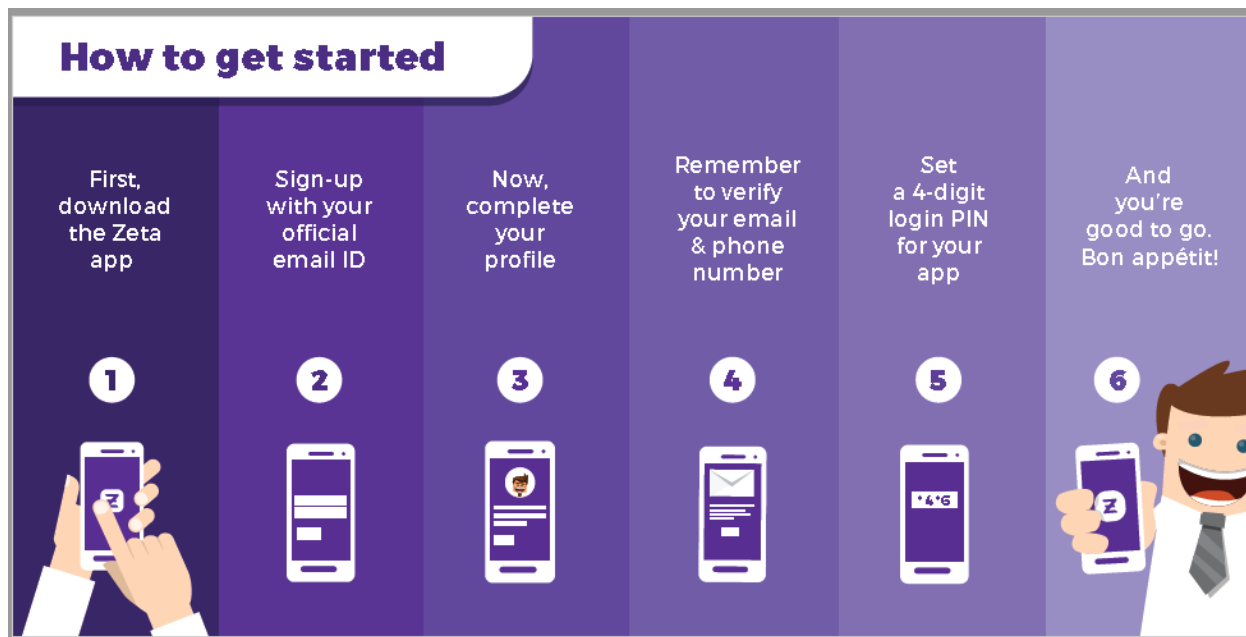 How to get started
First,
download
the Zeta
app
Sign-up
with your
official
email ID
Now,
complete
your
profile
Remember
to verify
your email
& phone
number
Set
a 4-digit
login PIN
for your
app
And
you're
good to go.
Bon appétit!
1
2
3
4
5
6
Z
*4*6
Z